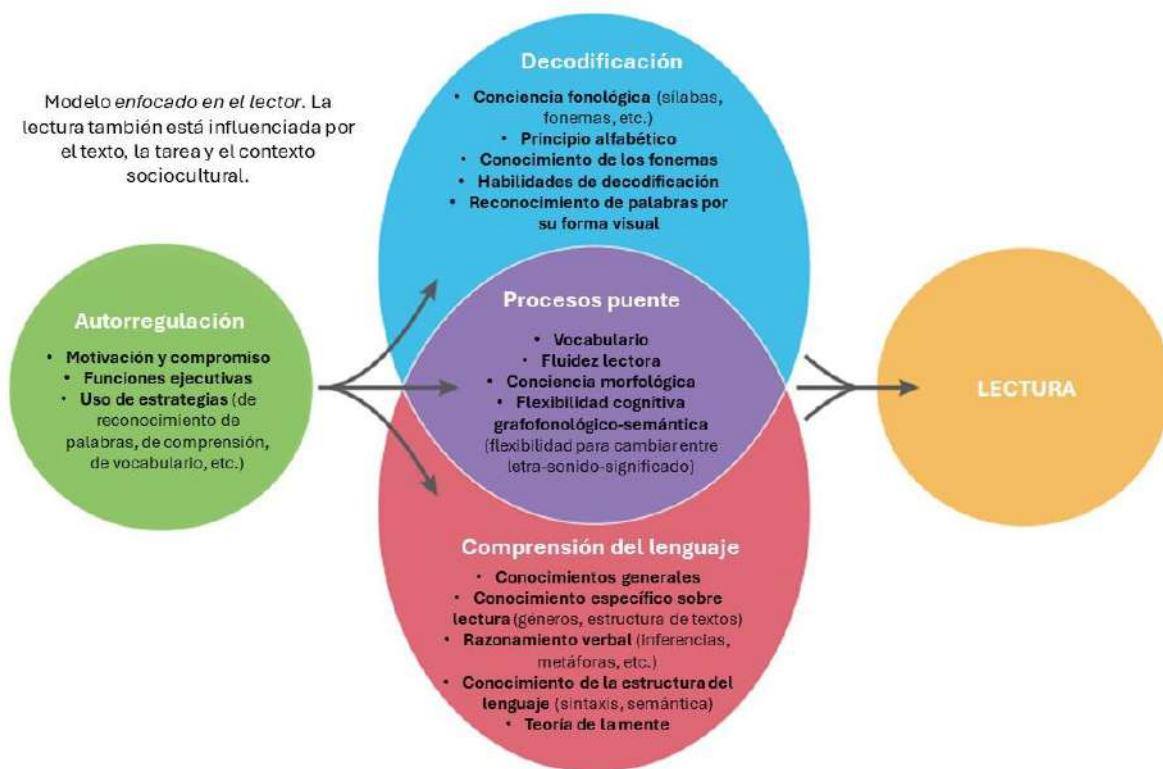 Modelo enfocado en el lector. La
lectura también está influenciada por
el texto, la tarea y el contexto
sociocultural.
Autorregulación
• Motivación y compromiso
• Funciones ejecutivas
• Uso de estrategias (de
reconocimiento de
palabras, de comprensión,
de vocabulario, etc.)
Decodificación
• Conciencia fonológica (sílabas,
fonemas, etc.)
• Principio alfabético
• Conocimiento de los fonemas
• Habilidades de decodificación
• Reconocimiento de palabras por
su forma visual
Procesos puente
• Vocabulario
• Fluidez lectora
• Conciencia morfológica
• Flexibilidad cognitiva
grafofonológico-semántica
(flexibilidad para cambiar entre
letra-sonido-significado)
Comprensión del lenguaje
• Conocimientos generales
• Conocimiento específico sobre
lectura (géneros, estructura de textos)
• Razonamiento verbal (inferencias,
metáforas, etc.)
• Conocimiento de la estructura del
lenguaje (sintaxis, semántica)
• Teoría de la mente
LECTURA